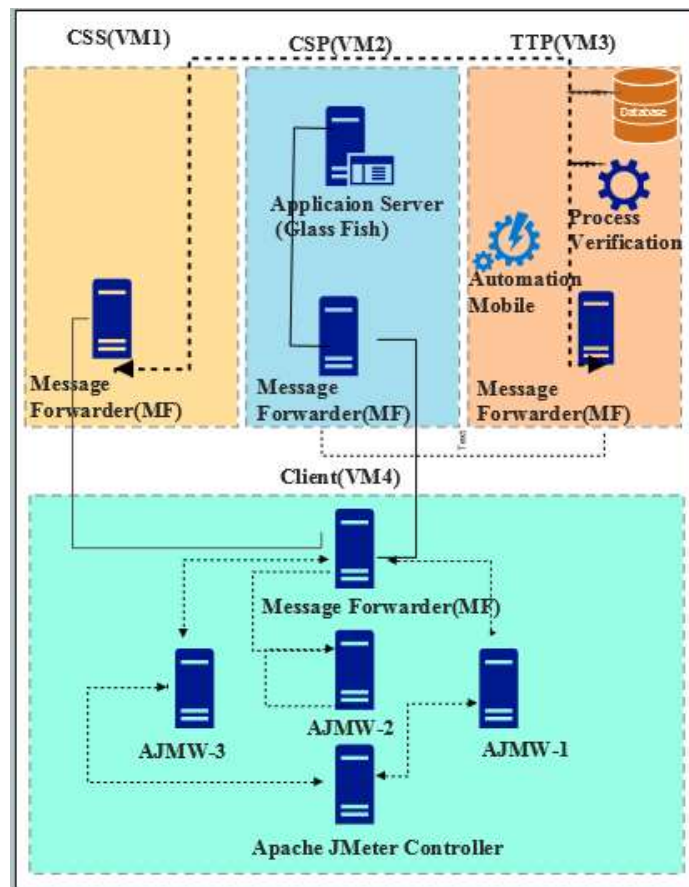 CSS(VM1)
CSP(VM2)
TTP(VM3)
Database
Applicaion Server
(Glass Fish)
Process
Verification
Automation
Mobile
Message
Forwarder(MF)
Message
Forwarder(MF)
Message
Forwarder(MF)
Text
Client(VM4)
Message Forwarder(MF)
AJMW-3
AJMW-2
AJMW-1
Apache JMeter Controller